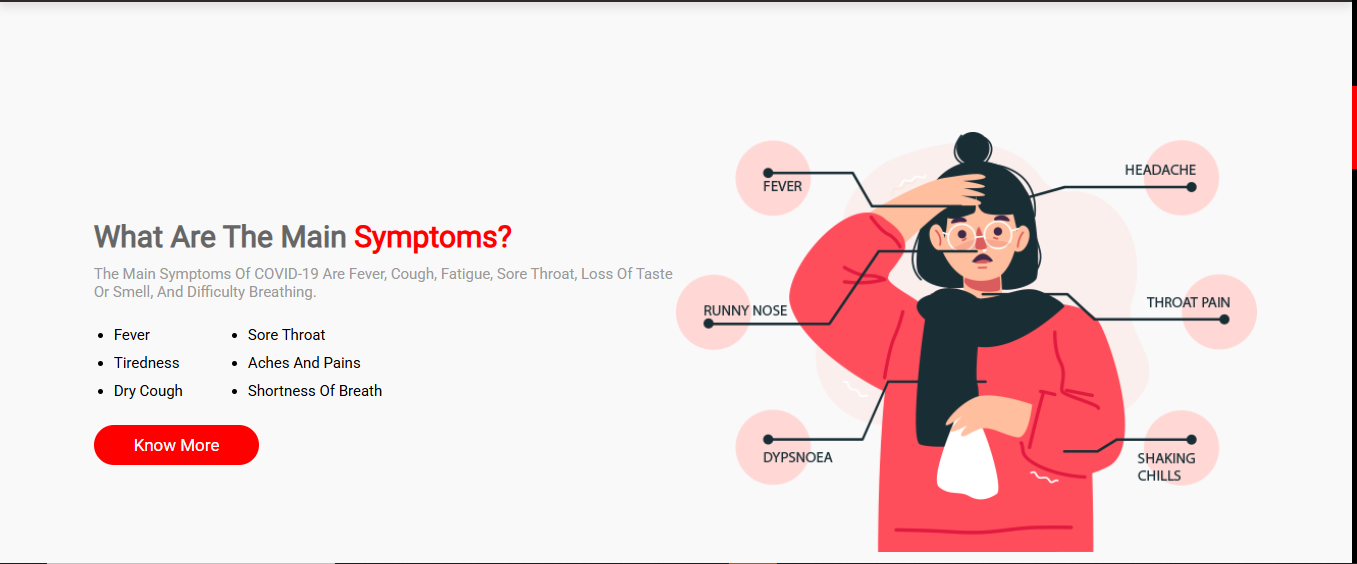 What Are The Main Symptoms?
The Main Symptoms Of COVID-19 Are Fever, Cough, Fatigue, Sore Throat, Loss Of Taste
Or Smell, And Difficulty Breathing.
Fever
Tiredness
Dry Cough
Sore Throat
Aches And Pains
Shortness Of Breath
Know More
FEVER
HEADACHE
RUNNY NOSE
THROAT PAIN
DYPSNOEA
SHAKING
CHILLS